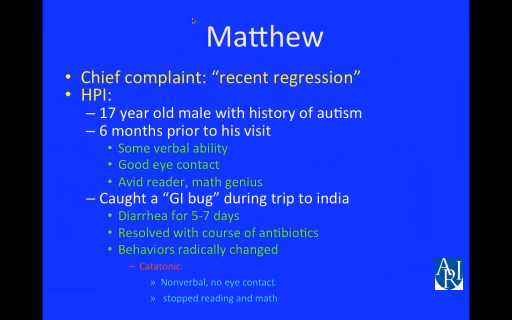 Matthew
• Chief complaint: “recent regression”
• HPI:
– 17 year old male with history of autism
– 6 months prior to his visit
• Some verbal ability
• Good eye contact
• Avid reader, math genius
– Caught a “GI bug” during trip to india
• Diarrhea for 5-7 days
• Resolved with course of antibiotics
• Behaviors radically changed
– Catatonic:
» Nonverbal, no eye contact
» stopped reading and math